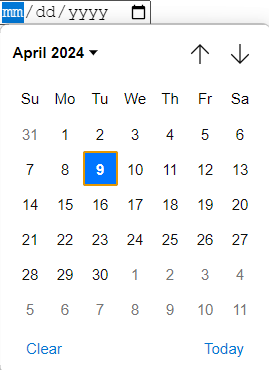 mm/dd/yyyy
April 2024
Su Mo Tu We Th Fr Sa
31 1 2 3 4 5 6
7 8 9 10 11 12 13
14 15 16 17 18 19 20
21 22 23 24 25 26 27
28 29 30 1 2 3 4
5 6 7 8 9 10 11
Clear Today